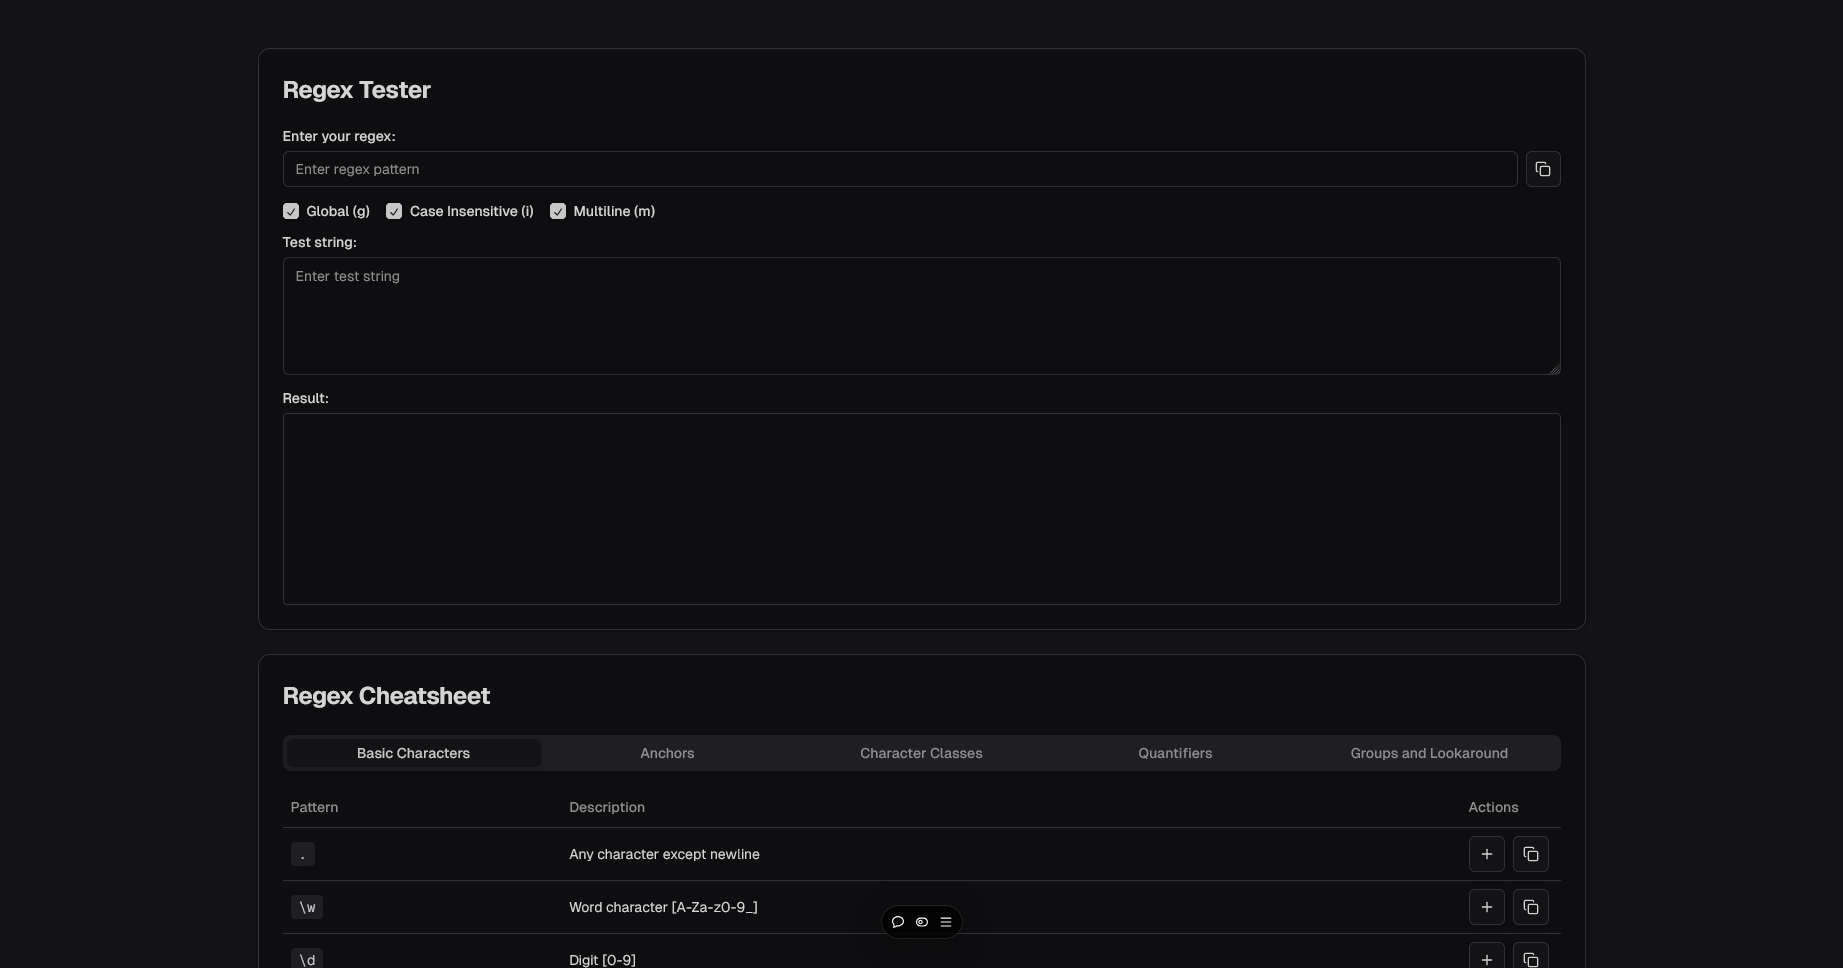 Regex Tester
Enter your regex:
Enter regex pattern
Global (g) Case Insensitive (i) Multiline (m)
Test string:
Enter test string
Result:
Regex Cheatsheet
Basic Characters Anchors Character Classes Quantifiers Groups and Lookaround
Pattern Description Actions
. Any character except newline
\w Word character [A-Za-z0-9_]
\d Digit [0-9]